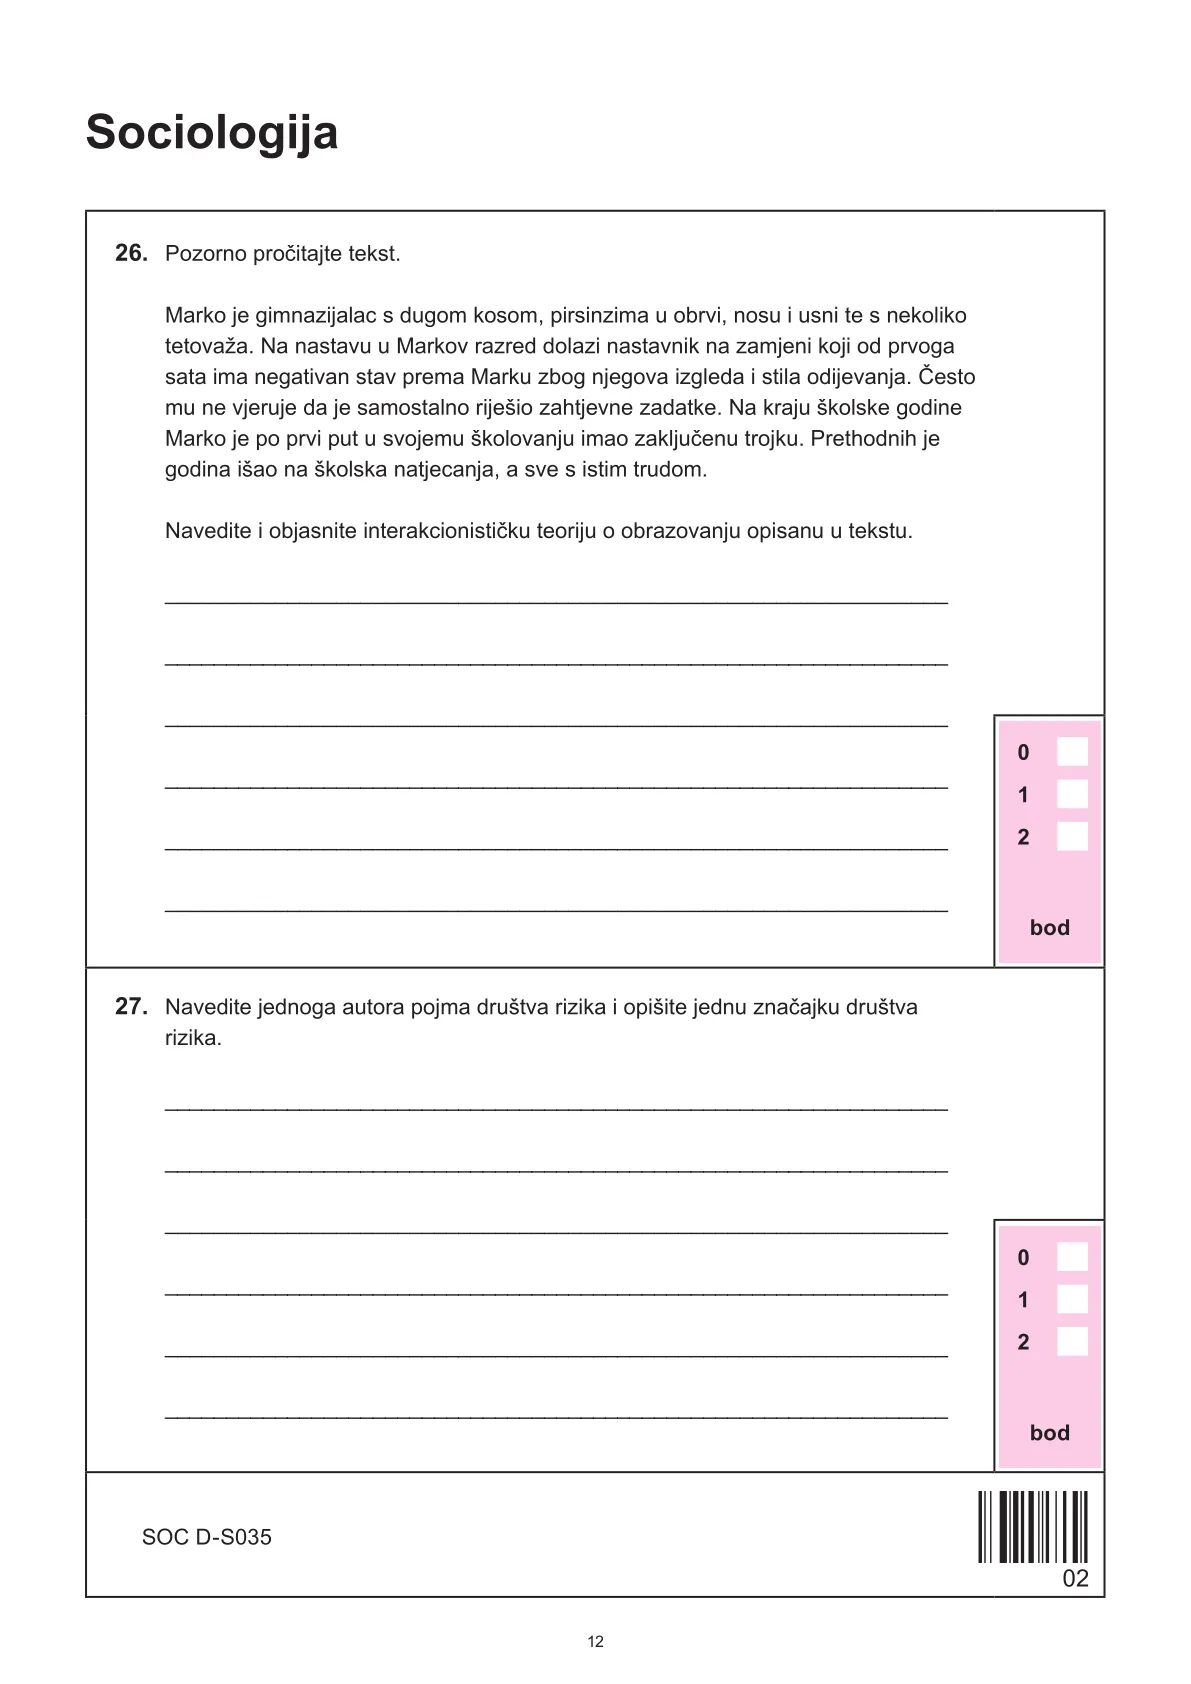 Sociologija
26. Pozorno pročitajte tekst.
Marko je gimnazijalac s dugom kosom, pirsinzima u obrvi, nosu i usni te s nekoliko
tetovaža. Na nastavu u Markov razred dolazi nastavnik na zamjeni koji od prvoga
sata ima negativan stav prema Marku zbog njegova izgleda i stila odijevanja. Često
mu ne vjeruje da je samostalno riješio zahtjevne zadatke. Na kraju školske godine
Marko je po prvi put u svojemu školovanju imao zaključenu trojku. Prethodnih je
godina išao na školska natjecanja, a sve s istim trudom.
Navedite i objasnite interakcionističku teoriju o obrazovanju opisanu u tekstu.
0
1
2
bod
27. Navedite jednoga autora pojma društva rizika i opišite jednu značajku društva
rizika.
0
1
2
bod
SOC D-S035
02
12